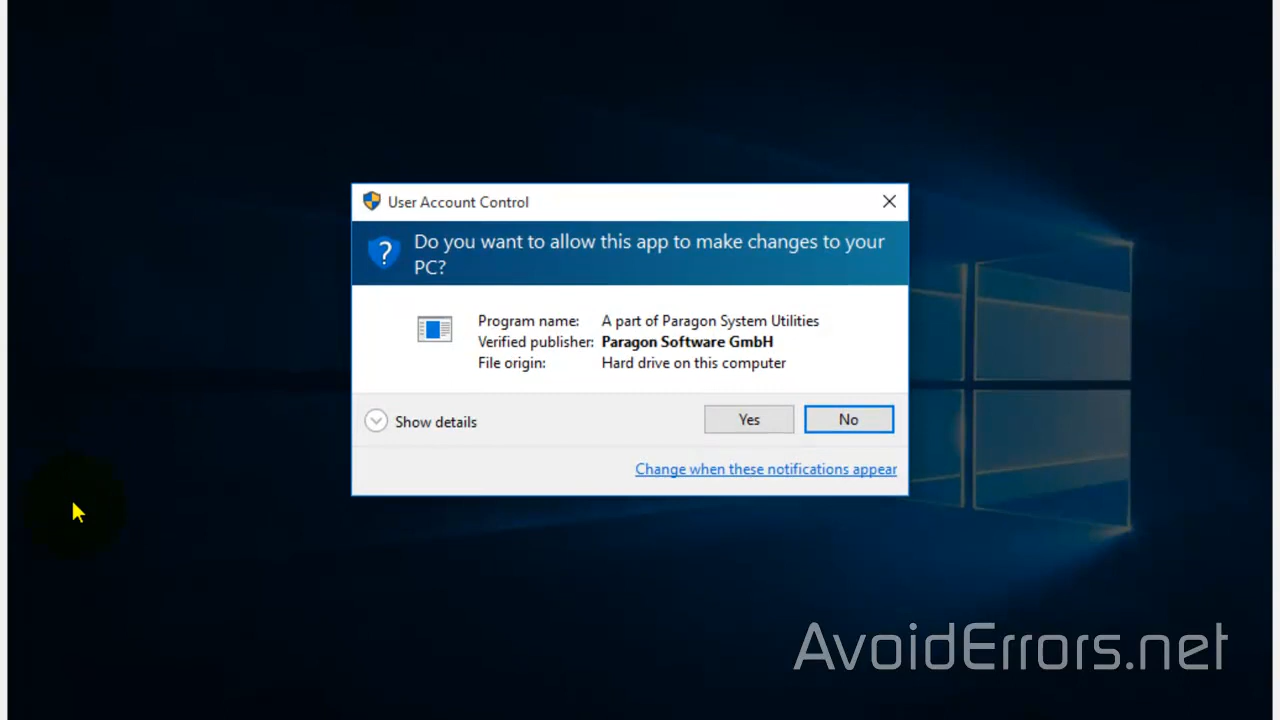 User Account Control
Do you want to allow this app to make changes to your
PC?
Program name: A part of Paragon System Utilities
Verified publisher: Paragon Software GmbH
File origin: Hard drive on this computer
Show details
Yes
No
Change when these notifications appear
AvoidErrors.net